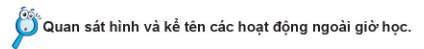 Quan sát hình và kể tên các hoạt động ngoài giờ học.